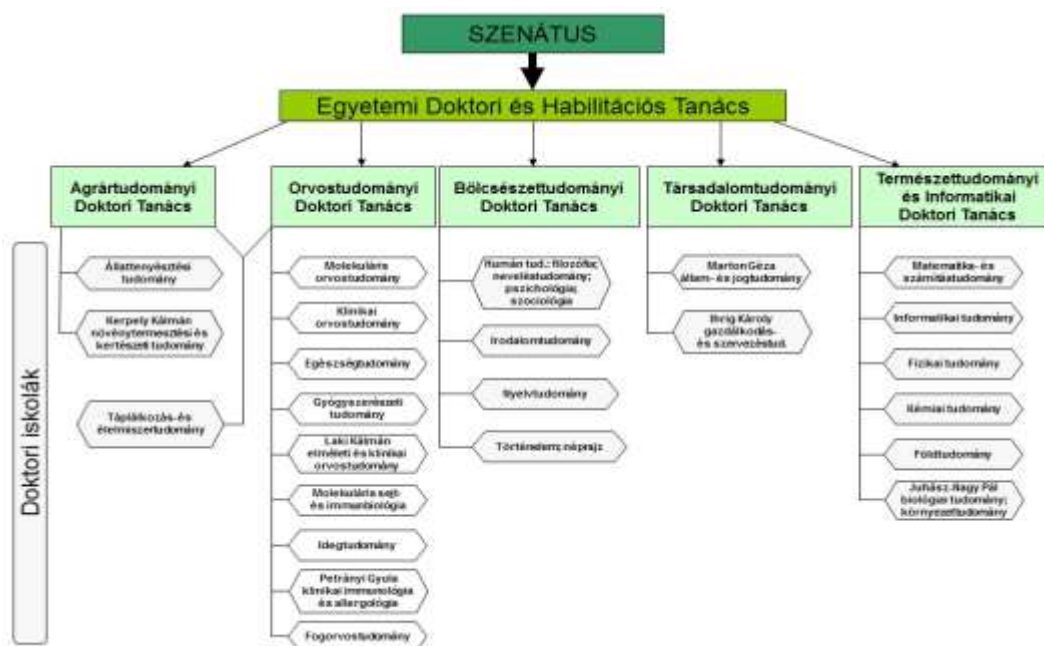 SZENÁTUS
Egyetemi Doktori és Habilitációs Tanács
Agrártudományi
Doktori Tanács
Orvostudományi
Doktori Tanács
Bölcsészettudományi
Doktori Tanács
Társadalomtudományi
Doktori Tanács
Természettudományi
és Informatikai
Doktori Tanács
Doktori iskolák
Állattenyésztési
tudomány
Kerpely Kálmán
növénytermesztési és
kertészeti tudomány
Táplálkozás- és
élelmiszertudomány
Molekuláris
orvostudomány
Klinikai
orvostudomány
Egészségtudomány
Gyógyszerészeti
tudomány
Laki Kálmán
elméleti és klinikai
orvostudomány
Molekuláris sejt-
és immunbiológia
Idegtudomány
Petrányi Gyula
klinikai immunológia
és allergológia
Fogorvostudomány
Humán tud.: filozófia;
neveléstudomány;
pszichológia;
szociológia
Irodalomtudomány
Nyelvtudomány
Történelem; néprajz
Marton Géza
állam- és jogtudomány
Ihrig Károly
gazdálkodás-
és szervezéstud.
Matematika- és
számítástudomány
Informatikai tudomány
Fizikai tudomány
Kémiai tudomány
Földtudomány
Juhász-Nagy Pál
biológiai tudomány;
környezettudomány